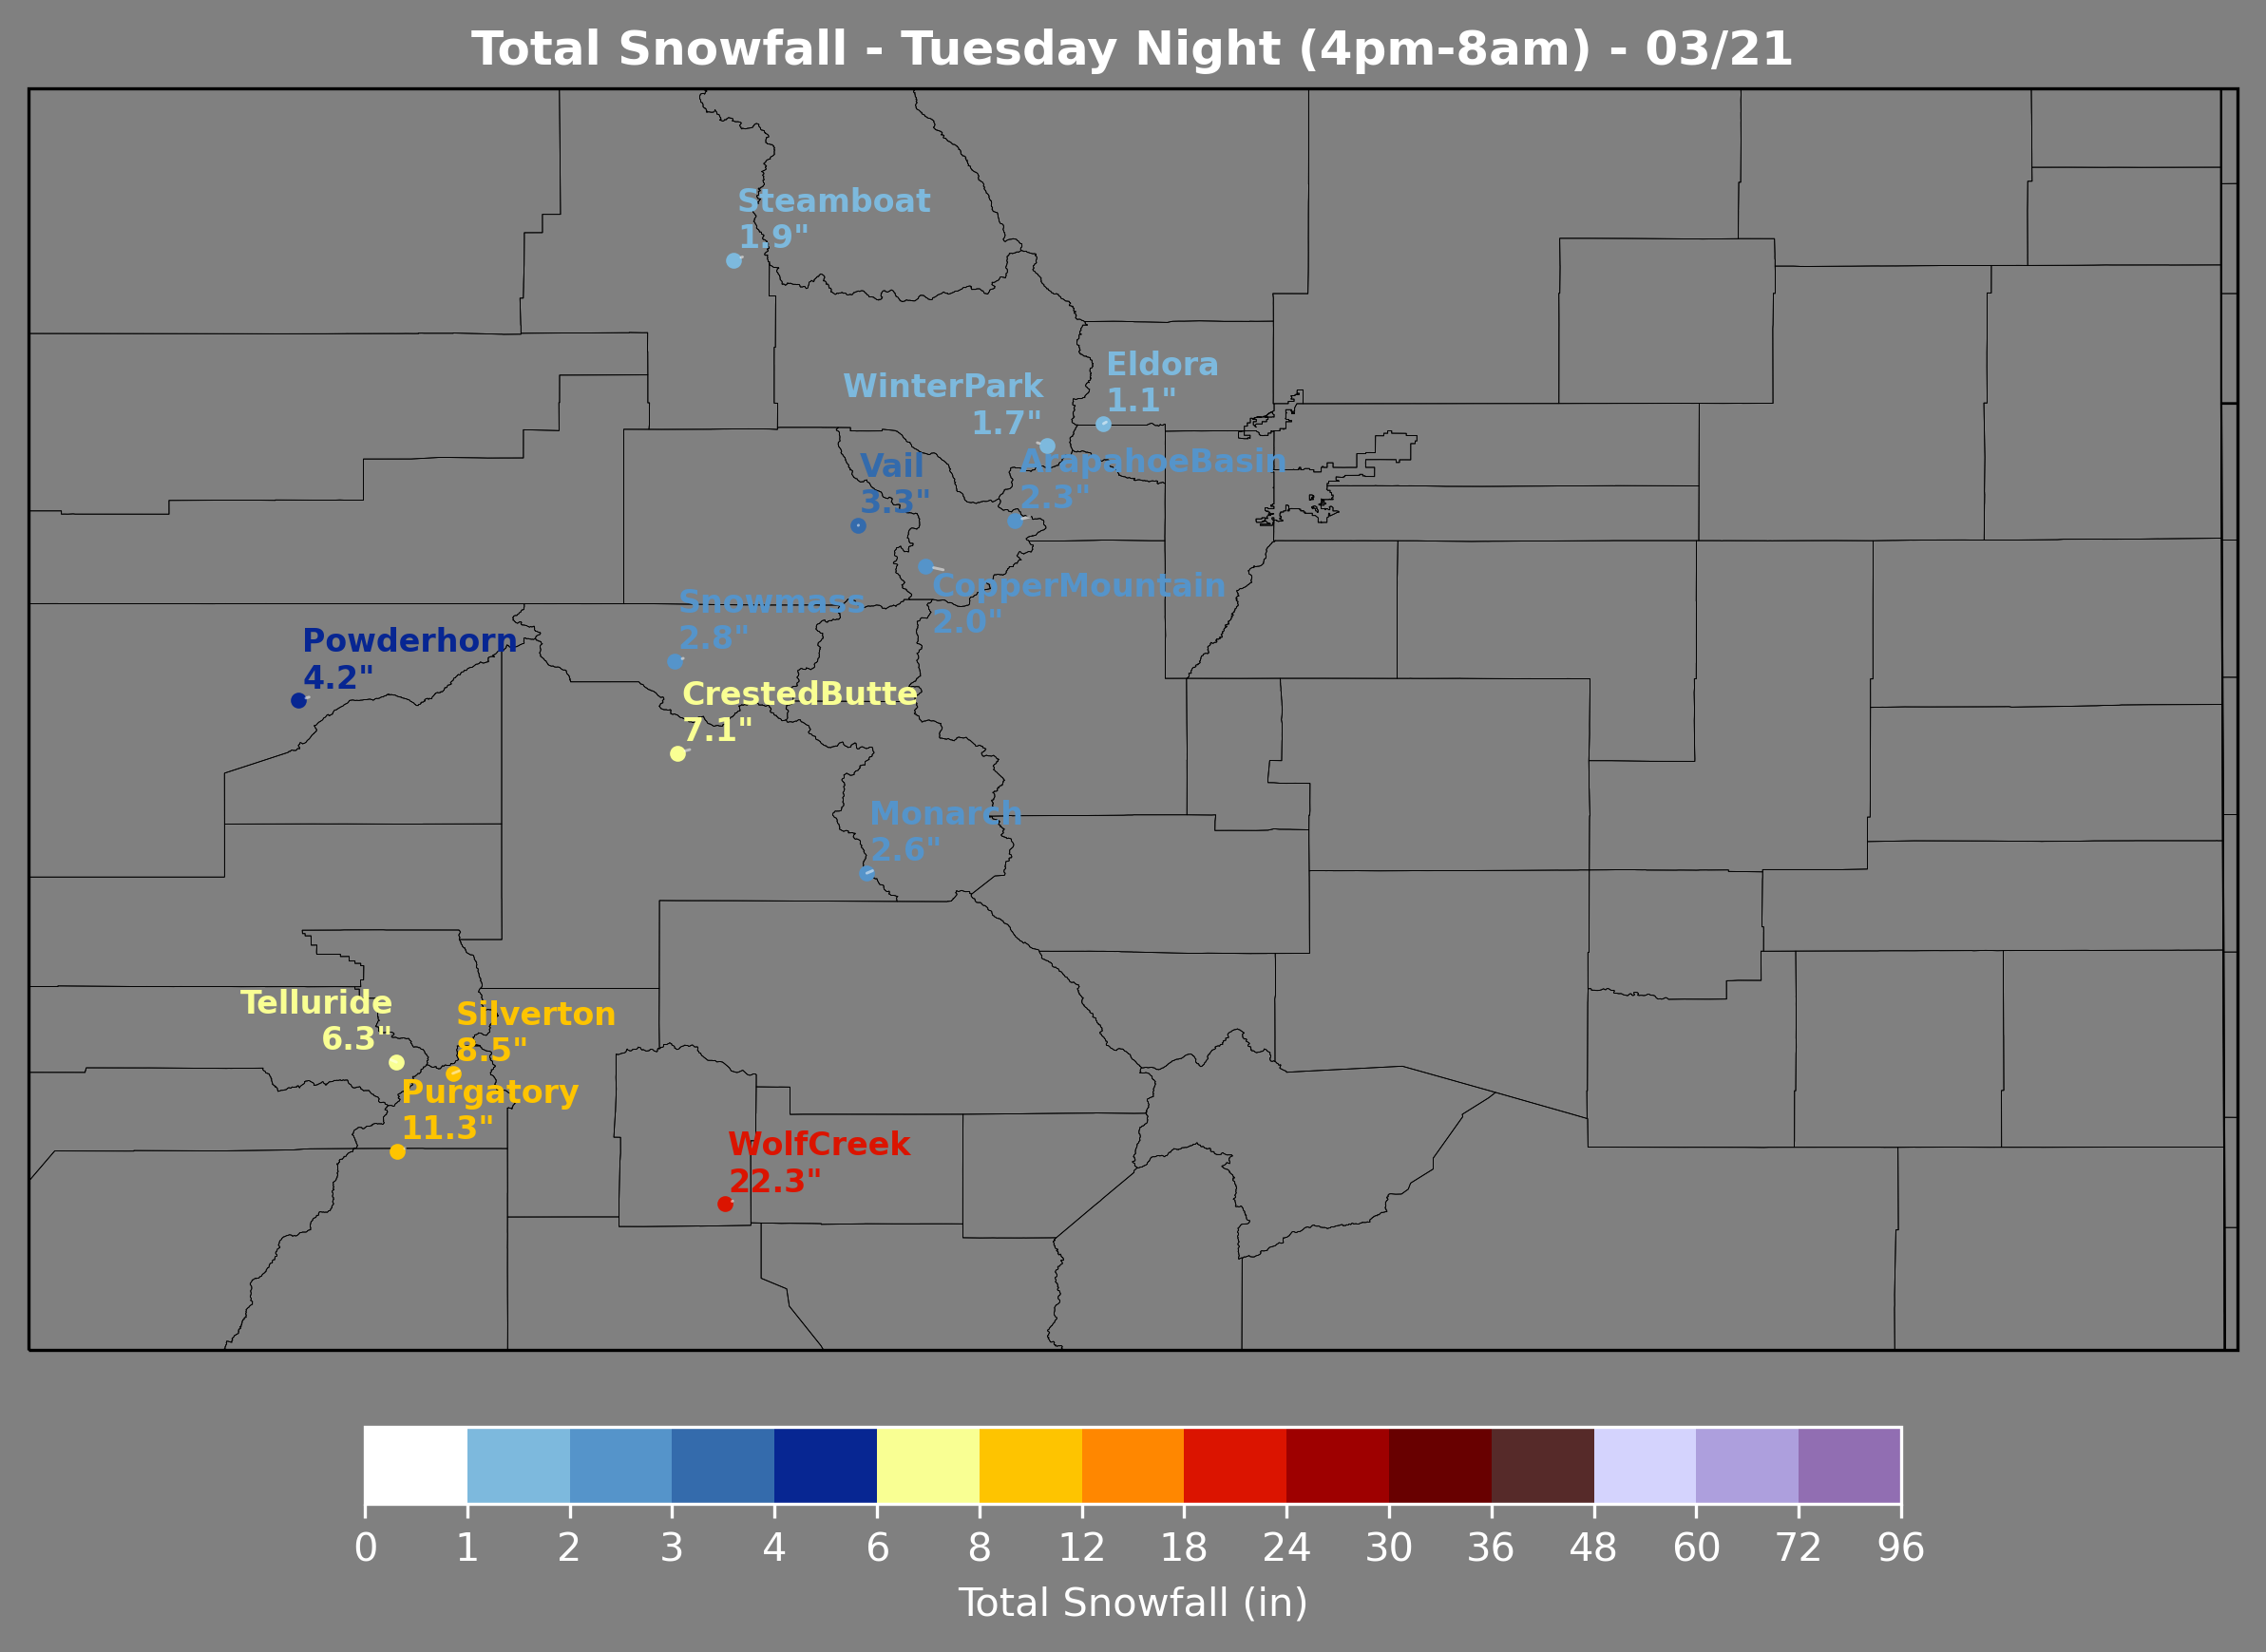 Total Snowfall - Tuesday Night (4pm-8am) - 03/21
Steamboat
1.9"
Eldora
1.1"
WinterPark
1.7"
Vail
3.3"
ArapahoeBasin
2.3"
CopperMountain
2.0"
Snowmass
2.8"
Powderhorn
4.2"
CrestedButte
7.1"
Monarch
2.6"
Telluride
6.3"
Silverton
8.5"
Purgatory
11.3"
WolfCreek
22.3"
0 1 2 3 4 6 8 12 18 24 30 36 48 60 72 96
Total Snowfall (in)